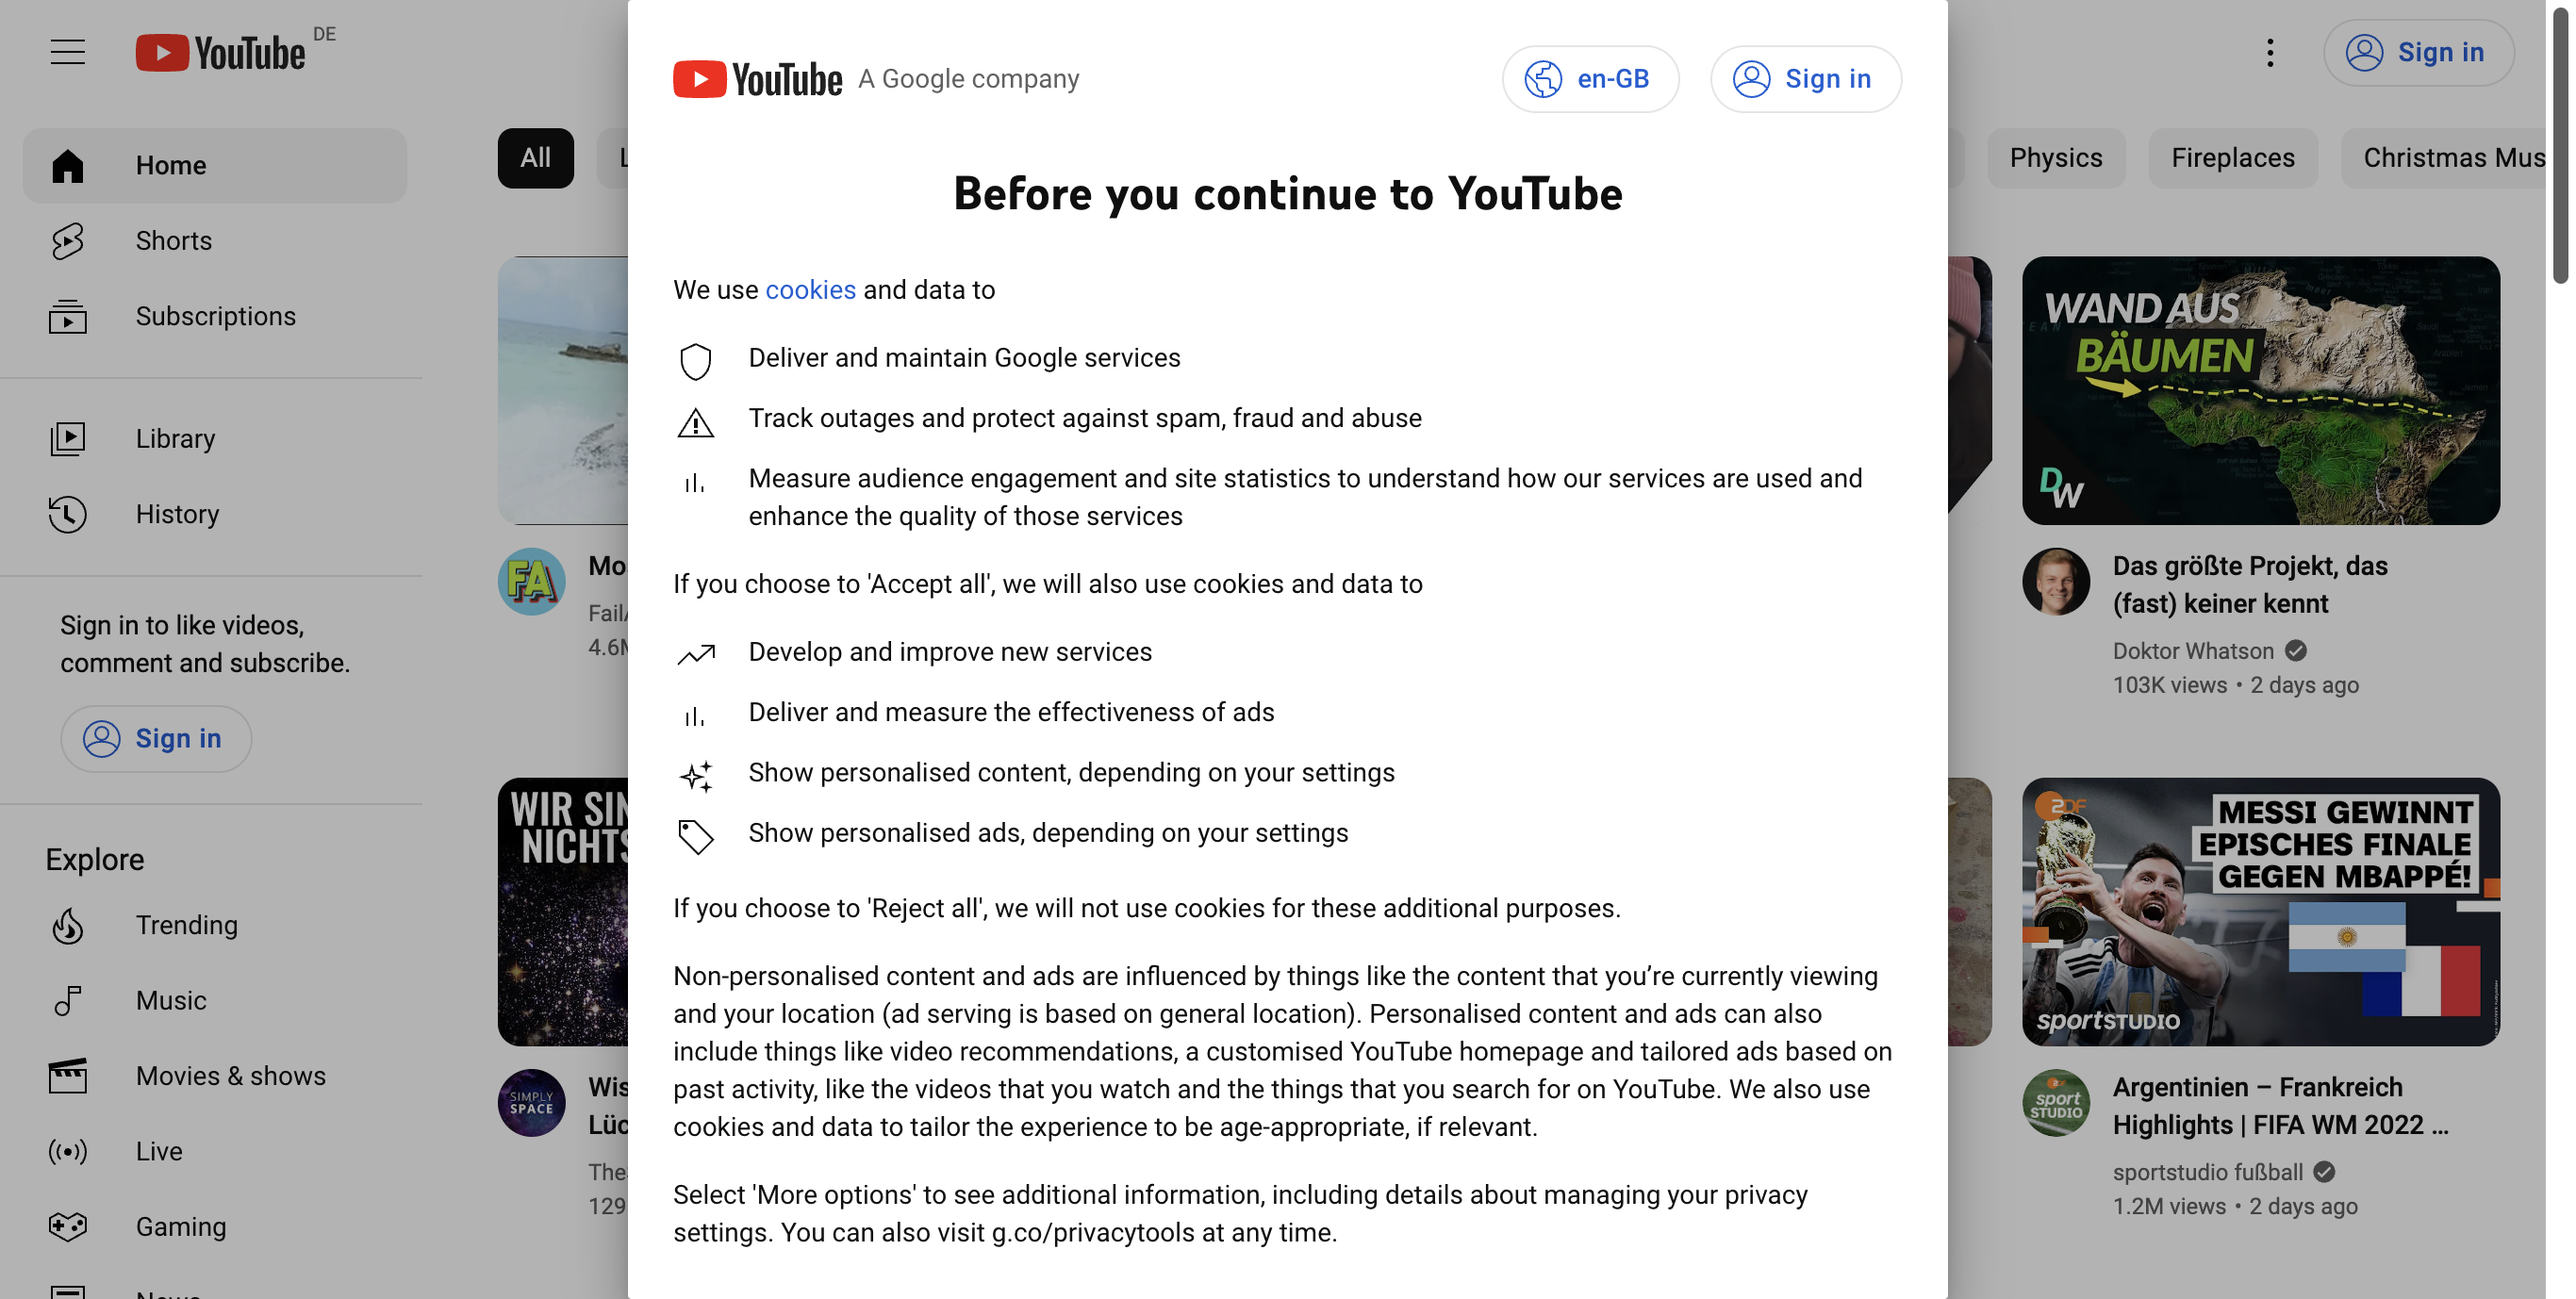 YouTube DE
Home
Shorts
Subscriptions
Library
History
Sign in to like videos,
comment and subscribe.
Sign in
Explore
Trending
Music
Movies & shows
Live
Gaming
All
FA
4.6M
WIR SIN
NICHTS
SIMPLY
SPACE
129
YouTube A Google company
en-GB
Sign in
Before you continue to YouTube
We use cookies and data to
Deliver and maintain Google services
Track outages and protect against spam, fraud and abuse
Measure audience engagement and site statistics to understand how our services are used and
enhance the quality of those services
If you choose to 'Accept all', we will also use cookies and data to
Develop and improve new services
Deliver and measure the effectiveness of ads
Show personalised content, depending on your settings
Show personalised ads, depending on your settings
If you choose to 'Reject all', we will not use cookies for these additional purposes.
Non-personalised content and ads are influenced by things like the content that you’re currently viewing
and your location (ad serving is based on general location). Personalised content and ads can also
include things like video recommendations, a customised YouTube homepage and tailored ads based on
past activity, like the videos that you watch and the things that you search for on YouTube. We also use
cookies and data to tailor the experience to be age-appropriate, if relevant.
Select 'More options' to see additional information, including details about managing your privacy
settings. You can also visit g.co/privacytools at any time.
Sign in
Physics
Fireplaces
Christmas Mus
WAND AUS
BÄUMEN
DW
Das größte Projekt, das
(fast) keiner kennt
Doktor Whatson
103K views • 2 days ago
ZDF
MESSI GEWINNT
EPISCHES FINALE
GEGEN MBAPPÉ!
sportSTUDIO
sport
STUDIO
Argentinien – Frankreich
Highlights | FIFA WM 2022 ...
sportstudio fußball
1.2M views • 2 days ago